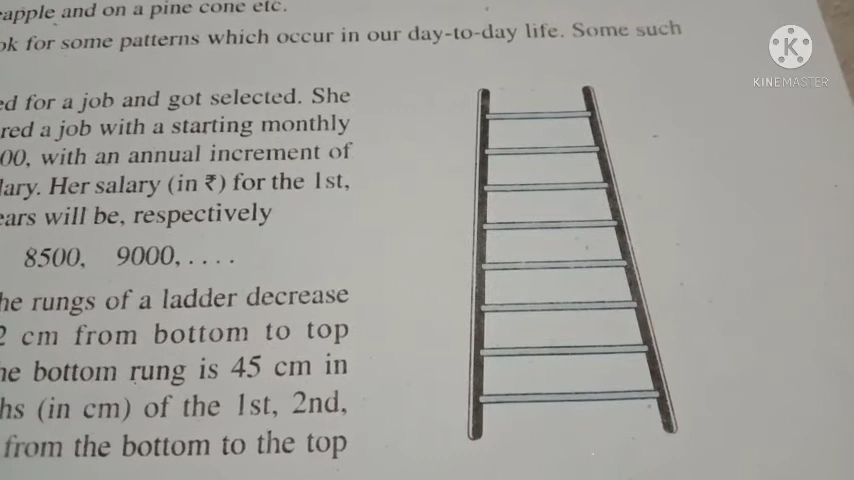 apple and on a pine cone etc.
ok for some patterns which occur in our day-to-day life. Some such
K
KINEMASTER
ed for a job and got selected. She
red a job with a starting monthly
00, with an annual increment of
lary. Her salary (in ₹) for the 1st,
ears will be, respectively
8500, 9000, . . . .
he rungs of a ladder decrease
2 cm from bottom to top
he bottom rung is 45 cm in
hs (in cm) of the 1st, 2nd,
from the bottom to the top